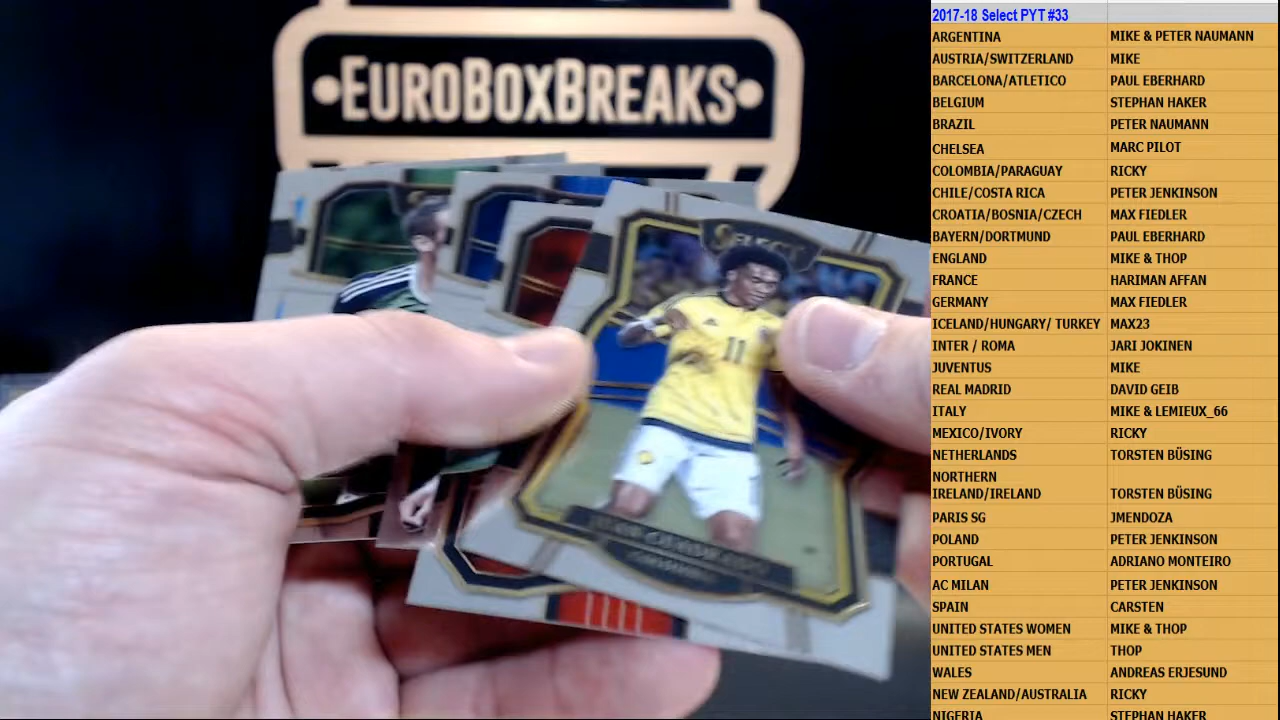 EUROBOXBREAKS
SELECT
11
2017-18 Select PYT #33
ARGENTINA MIKE & PETER NAUMANN
AUSTRIA/SWITZERLAND MIKE
BARCELONA/ATLETICO PAUL EBERHARD
BELGIUM STEPHAN HAKER
BRAZIL PETER NAUMANN
CHELSEA MARC PILOT
COLOMBIA/PARAGUAY RICKY
CHILE/COSTA RICA PETER JENKINSON
CROATIA/BOSNIA/CZECH MAX FIEDLER
BAYERN/DORTMUND PAUL EBERHARD
ENGLAND MIKE & THOP
FRANCE HARIMAN AFFAN
GERMANY MAX FIEDLER
ICELAND/HUNGARY/ TURKEY MAX23
INTER / ROMA JARI JOKINEN
JUVENTUS MIKE
REAL MADRID DAVID GEIB
ITALY MIKE & LEMIEUX_66
MEXICO/IVORY RICKY
NETHERLANDS TORSTEN BÜSING
NORTHERN
IRELAND/IRELAND TORSTEN BÜSING
PARIS SG JMENDOZA
POLAND PETER JENKINSON
PORTUGAL ADRIANO MONTEIRO
AC MILAN PETER JENKINSON
SPAIN CARSTEN
UNITED STATES WOMEN MIKE & THOP
UNITED STATES MEN THOP
WALES ANDREAS ERJESUND
NEW ZEALAND/AUSTRALIA RICKY
NIGERIA STEPHAN HAKER